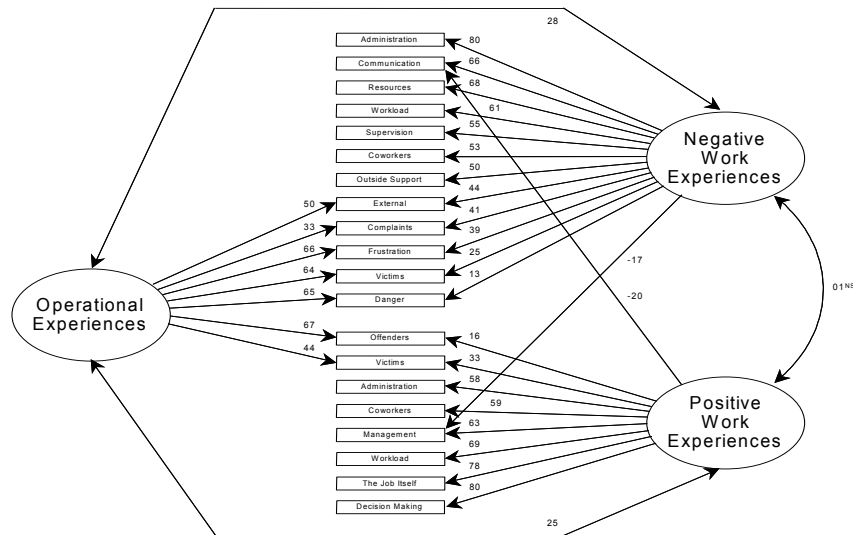 28
Administration 80
Communication 66
Resources 68
Workload 61
Supervision 55
Coworkers 53
Outside Support 50
50 External 44
33 Complaints 41
66 Frustration 39
64 Victims 25
65 Danger 13
67 Offenders 16
44 Victims 33
Administration 58
Coworkers 59
Management 63
Workload 69
The Job Itself 78
Decision Making 80
Negative
Work
Experiences
-17
-20
01NS
Operational
Experiences
Positive
Work
Experiences
25